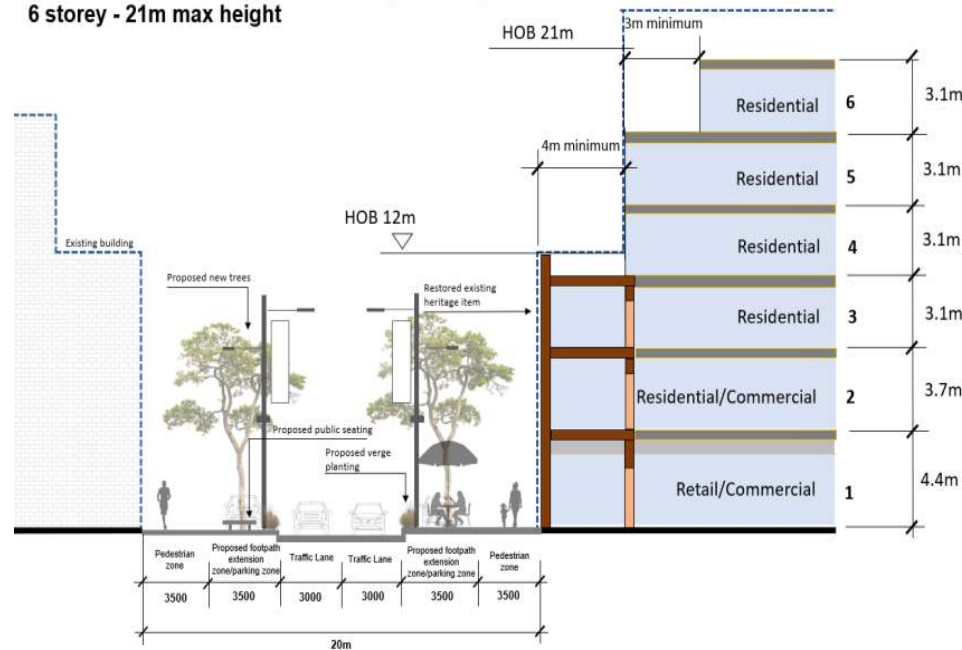 6 storey - 21m max height
HOB 21m
3m minimum
Residential 6 3.1m
4m minimum
Residential 5 3.1m
HOB 12m
Existing building
Residential 4 3.1m
Proposed new trees
Restored existing
heritage item
Residential 3 3.1m
Residential/Commercial 2 3.7m
Proposed public seating
Proposed verge
planting
Retail/Commercial 1 4.4m
Pedestrian
zone
Proposed footpath
extension
zone/parking zone
Traffic Lane
Traffic Lane
Proposed footpath
extension
zone/parking zone
Pedestrian
zone
3500 3500 3000 3000 3500 3500
20m